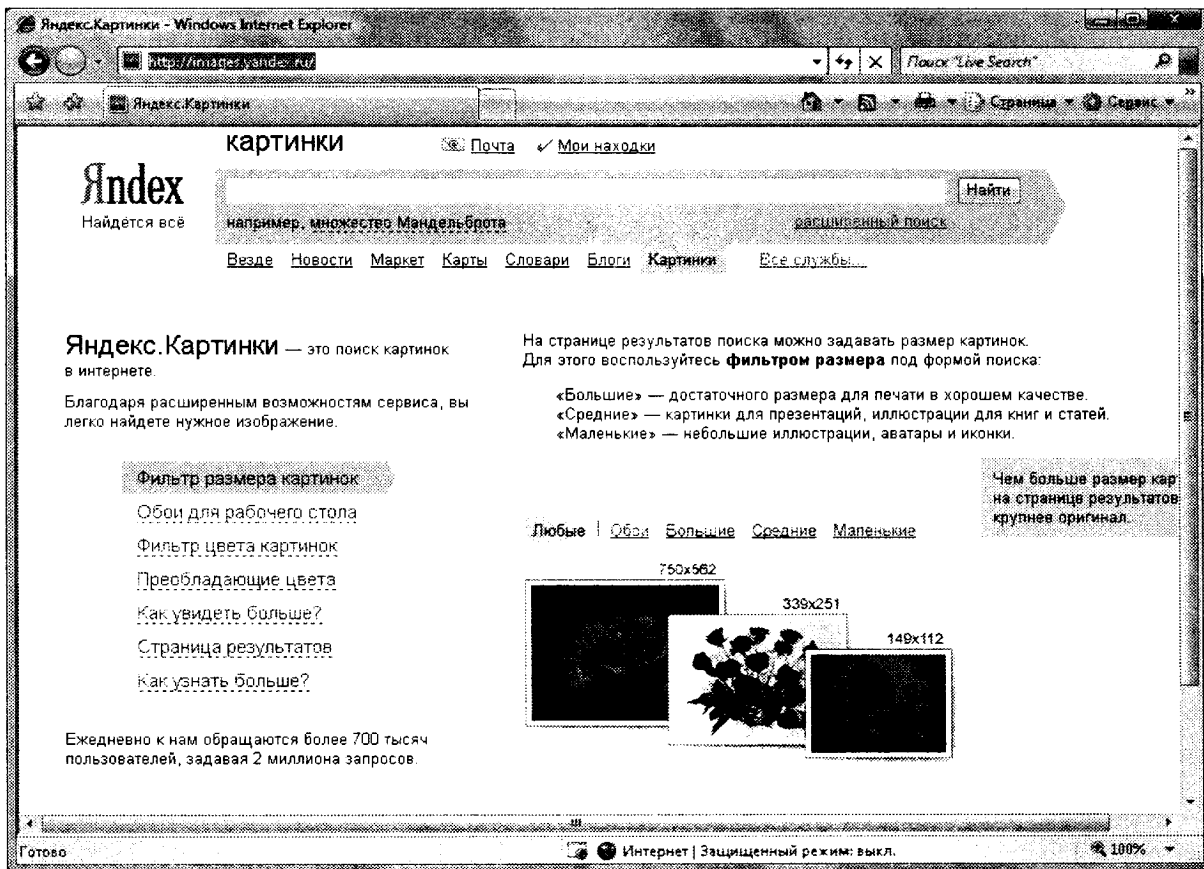 Яндекс.Картинки - Windows Internet Explorer
http://images.yandex.ru/
Поиск "Live Search"
Яндекс.Картинки
Страница
Сервис
картинки
Почта
Мои находки
Яndex
Найдётся всё
Найти
например, множество Мандельброта
расширенный поиск
Везде Новости Маркет Карты Словари Блоги Картинки Все службы...
Яндекс.Картинки — это поиск картинок
в интернете.
Благодаря расширенным возможностям сервиса, вы
легко найдете нужное изображение.
Фильтр размера картинок
Обои для рабочего стола
Фильтр цвета картинок
Преобладающие цвета
Как увидеть больше?
Страница результатов
Как узнать больше?
Ежедневно к нам обращаются более 700 тысяч
пользователей, задавая 2 миллиона запросов.
На странице результатов поиска можно задавать размер картинок.
Для этого воспользуйтесь фильтром размера под формой поиска:
«Большие» — достаточного размера для печати в хорошем качестве.
«Средние» — картинки для презентаций, иллюстрации для книг и статей.
«Маленькие» — небольшие иллюстрации, аватары и иконки.
Чем больше размер кар
на странице результатов
крупнее оригинал.
Любые | Обои Большие Средние Маленькие
750x562
339x251
149x112
Готово
Интернет | Защищенный режим: выкл.
100%